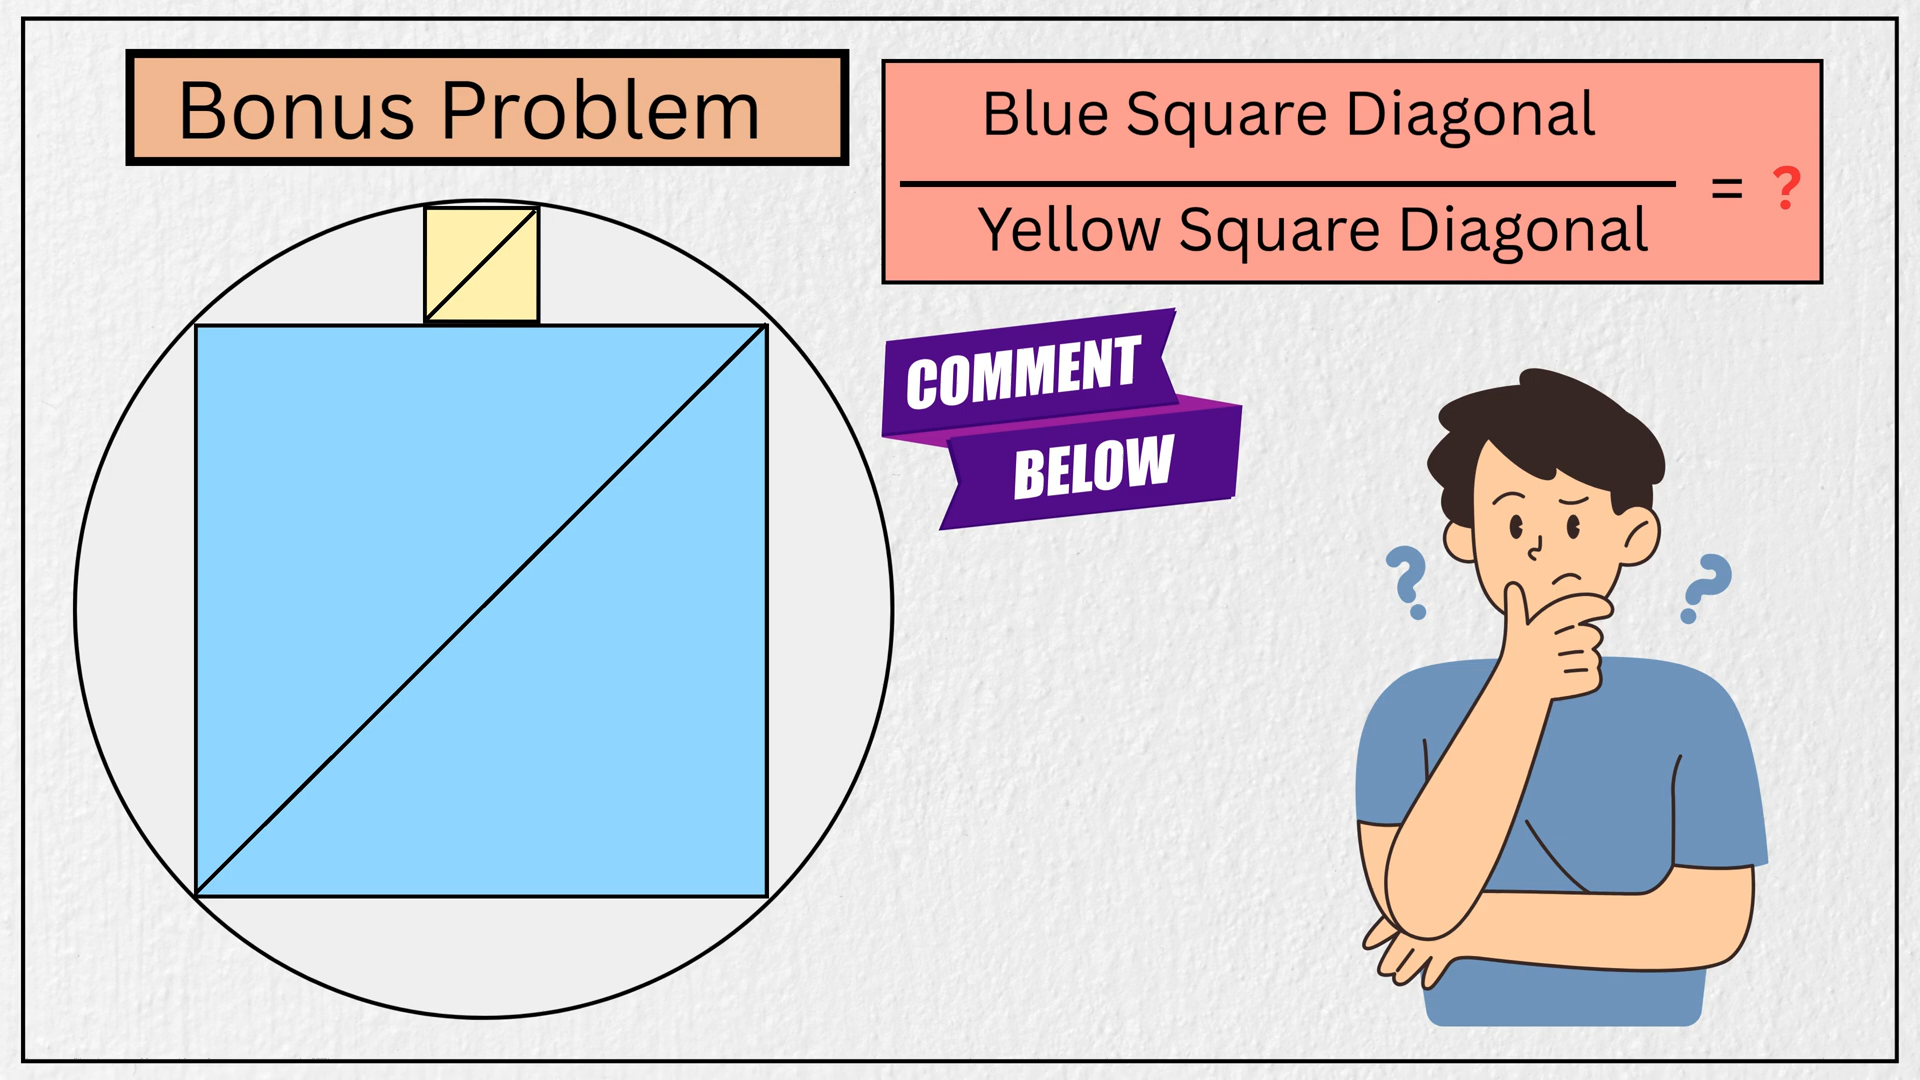 Bonus Problem
Blue Square Diagonal
= ?
Yellow Square Diagonal
COMMENT
BELOW
? ?